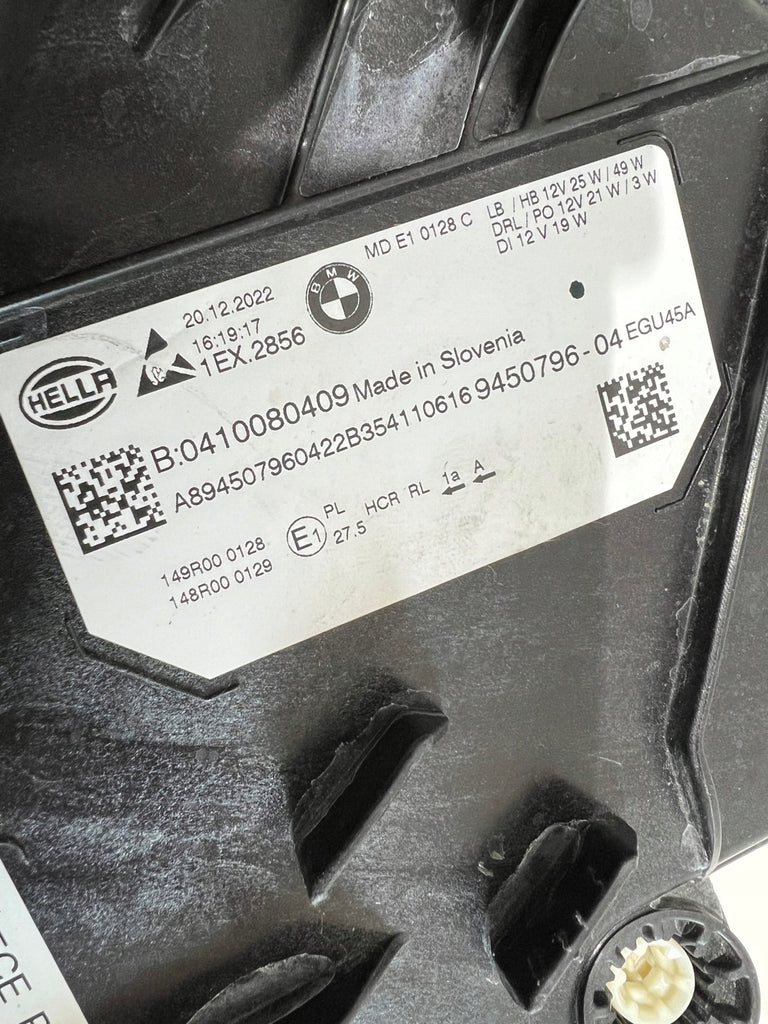 MD E1 0128 C
LB / HB 12V 25 W / 49 W
DRL / PO 12V 21 W / 3 W
DI 12 V 19 W
BMW
HELLA
20.12.2022
16:19:17
1EX.2856
B:0410080409 Made in Slovenia
A894507960422B354110616 9450796-04 EGU45A
149R00 0128
148R00 0129
E1
PL HCR RL 1a A
27.5